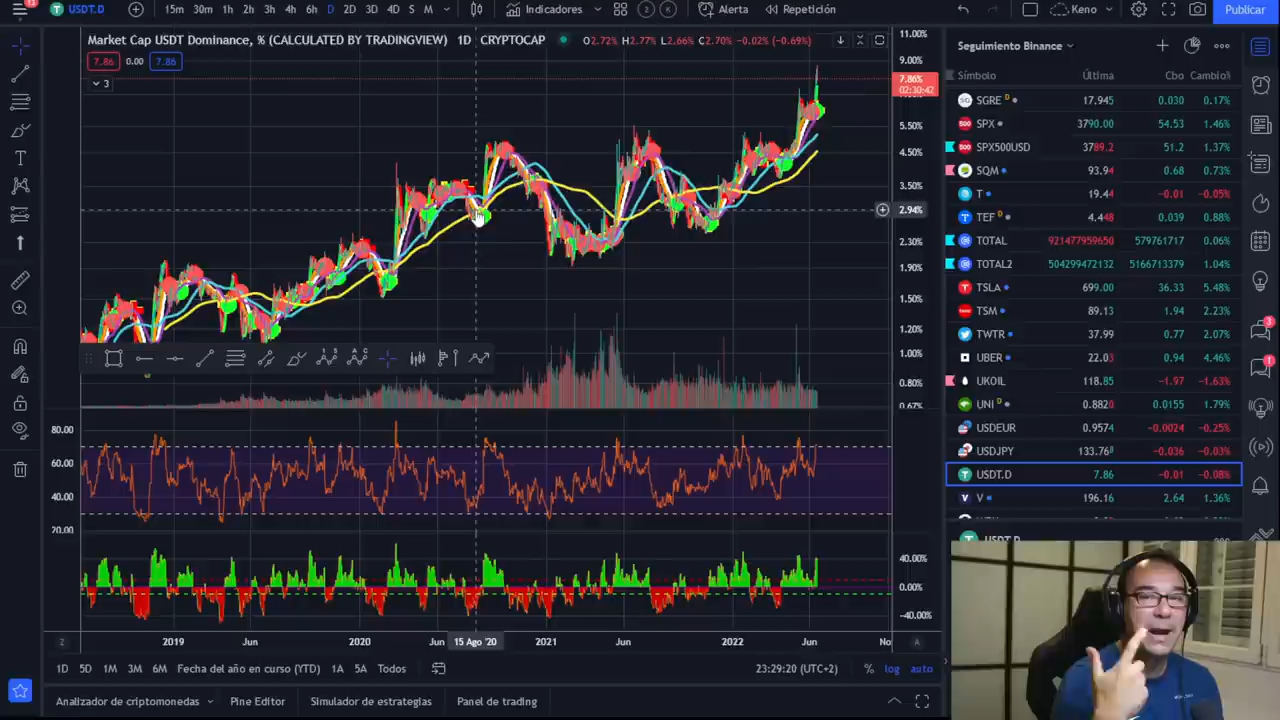 13
USDT.D
15m 30m 1h 2h 3h 4h 6h D 2D 3D 4D S M
Indicadores
2 K
Alerta
Repetición
Keno
Publicar
Market Cap USDT Dominance, % (CALCULATED BY TRADINGVIEW) 1D CRYPTOCAP
O2.72% H2.77% L2.66% C2.70% -0.02 (-0.69%)
7.86 0.00 7.86
3
11.00%
9.00%
7.86%
02:30:42
5.50%
4.50%
3.50%
2.94%
2.30%
1.90%
1.50%
1.20%
1.00%
0.80%
0.67%
80.00
60.00
40.00
20.00
40.00%
0.00%
-40.00%
2019 Jun 2020 Jun 15 Ago '20 2021 Jun 2022 Jun No
Z A
1D 5D 1M 3M 6M Fecha del año en curso (YTD) 1A 5A Todos
23:29:20 (UTC+2)
% log auto
Analizador de criptomonedas Pine Editor Simulador de estrategias Panel de trading
Seguimiento Binance
Símbolo Última Cbo Cambio%
SGRE D 17.945 0.030 0.17%
SPX 3790.00 54.53 1.46%
SPX500USD 3789.2 51.2 1.37%
SQM 93.94 0.68 0.73%
T 19.44 -0.01 -0.05%
TEF D 4.448 0.039 0.88%
TOTAL 921477959650 579761717 0.06%
TOTAL2 504299472132 5166713379 1.04%
TSLA 699.00 36.33 5.48%
TSM 89.13 1.94 2.23%
TWTR 37.99 0.77 2.07%
UBER 22.03 0.94 4.46%
UKOIL 118.85 -1.97 -1.63%
UNI D 0.8820 0.0155 1.79%
USDEUR 0.9574 -0.0024 -0.25%
USDJPY 133.768 -0.036 -0.03%
USDT.D 7.86 -0.01 -0.08%
V 196.16 2.64 1.36%
USDT.D
3
1